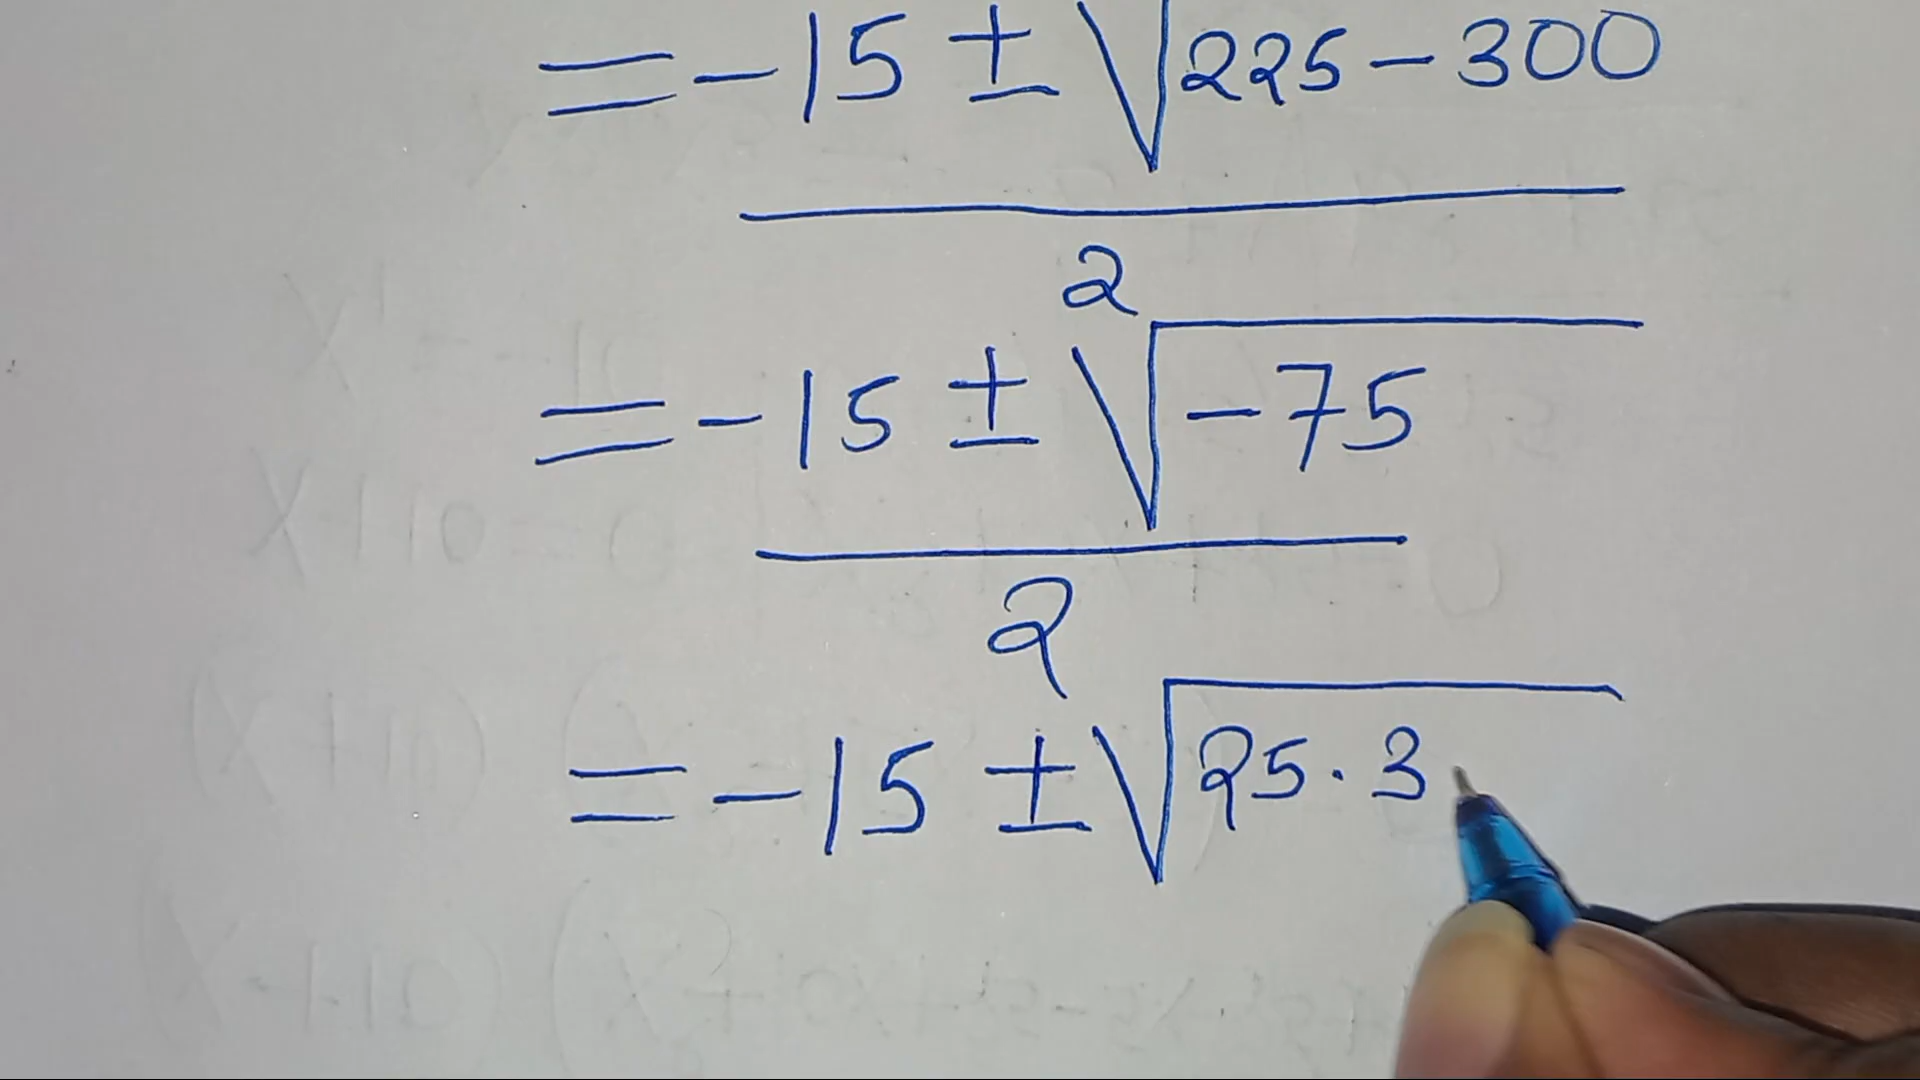 = -15 ± √225 - 300
2
= -15 ± √-75
2
= -15 ± √25 · 3